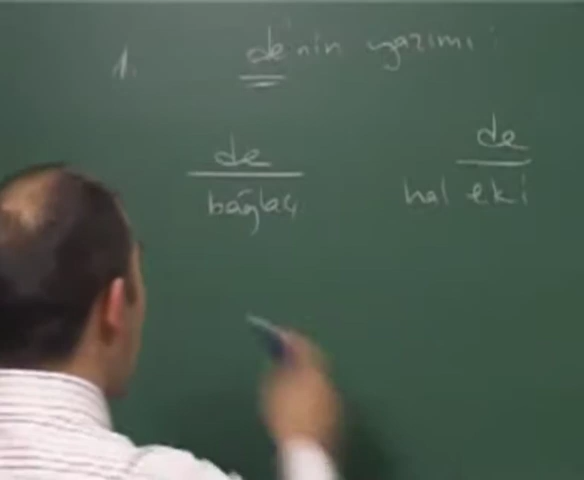 1. de'nin yazımı:
de de
bağlaç hal eki